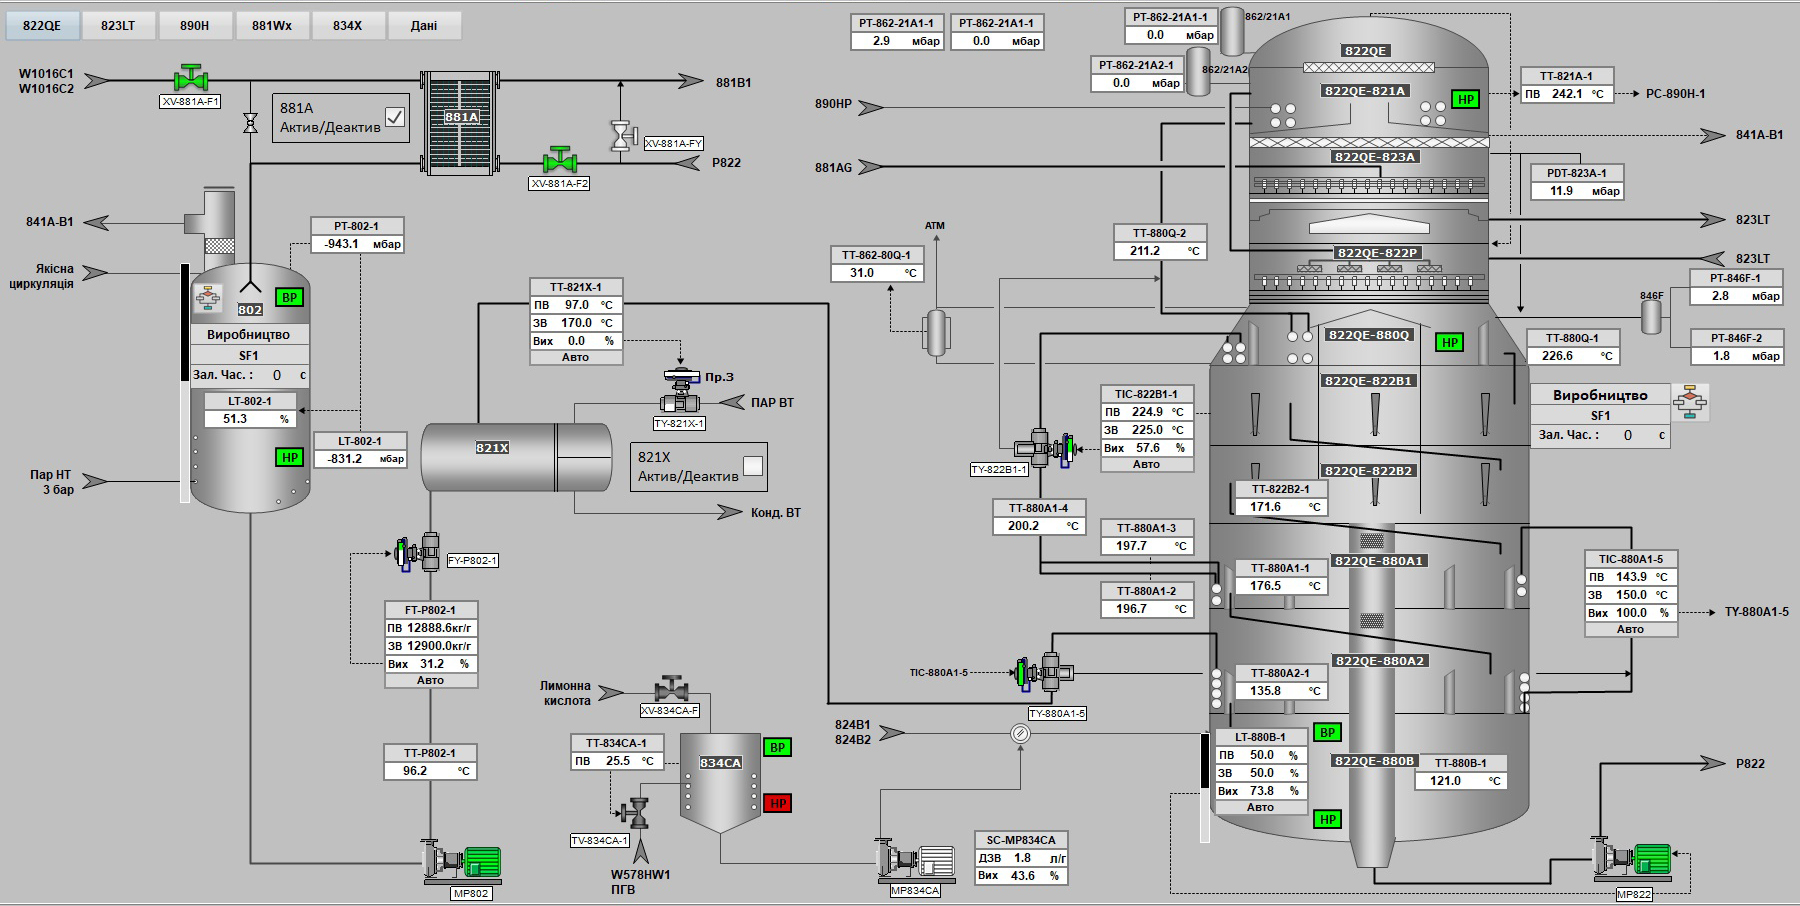 822QE
823LT
890H
881Wx
834X
Дані
W1016C1
W1016C2
XV-881A-F1
881A
Актив/Деактив
881A
881B1
XV-881A-FY
P822
XV-881A-F2
841A-B1
Якісна
циркуляція
PT-802-1
-943.1 мбар
802
ВР
Виробництво
SF1
Зал. Час. : 0 с
LT-802-1
51.3 %
НР
LT-802-1
-831.2 мбар
Пар НТ
3 бар
TT-821X-1
ПВ 97.0 °C
ЗВ 170.0 °C
Вих 0.0 %
Авто
Пр.З
ПАР ВТ
TY-821X-1
821X
821X
Актив/Деактив
Конд. ВТ
FY-P802-1
FT-P802-1
ПВ 12888.6кг/г
ЗВ 12900.0кг/г
Вих 31.2 %
Авто
TT-P802-1
96.2 °C
MP802
Лимонна
кислота
XV-834CA-F
TT-834CA-1
ПВ 25.5 °C
834CA
ВР
НР
TV-834CA-1
W578HW1
ПГВ
MP834CA
SC-MP834CA
ДЗВ 1.8 л/г
Вих 43.6 %
PT-862-21A1-1
2.9 мбар
PT-862-21A1-1
0.0 мбар
PT-862-21A1-1
0.0 мбар
862/21A1
PT-862-21A2-1
0.0 мбар
862/21A2
890HP
881AG
ATM
TT-862-80Q-1
31.0 °C
TT-880Q-2
211.2 °C
822QE
822QE-821A
НР
822QE-823A
822QE-822P
TT-821A-1
ПВ 242.1 °C
PC-890H-1
841A-B1
PDT-823A-1
11.9 мбар
823LT
823LT
846F
PT-846F-1
2.8 мбар
PT-846F-2
1.8 мбар
822QE-880Q
НР
TT-880Q-1
226.6 °C
822QE-822B1
TIC-822B1-1
ПВ 224.9 °C
ЗВ 225.0 °C
Вих 57.6 %
Авто
TY-822B1-1
Виробництво
SF1
Зал. Час. : 0 с
822QE-822B2
TT-822B2-1
171.6 °C
TT-880A1-4
200.2 °C
TT-880A1-3
197.7 °C
TT-880A1-2
196.7 °C
822QE-880A1
TT-880A1-1
176.5 °C
TIC-880A1-5
ПВ 143.9 °C
ЗВ 150.0 °C
Вих 100.0 %
Авто
TY-880A1-5
822QE-880A2
TT-880A2-1
135.8 °C
TIC-880A1-5
TY-880A1-5
824B1
824B2
LT-880B-1
ПВ 50.0 %
ЗВ 50.0 %
Вих 73.8 %
Авто
ВР
НР
822QE-880B
TT-880B-1
121.0 °C
P822
MP822